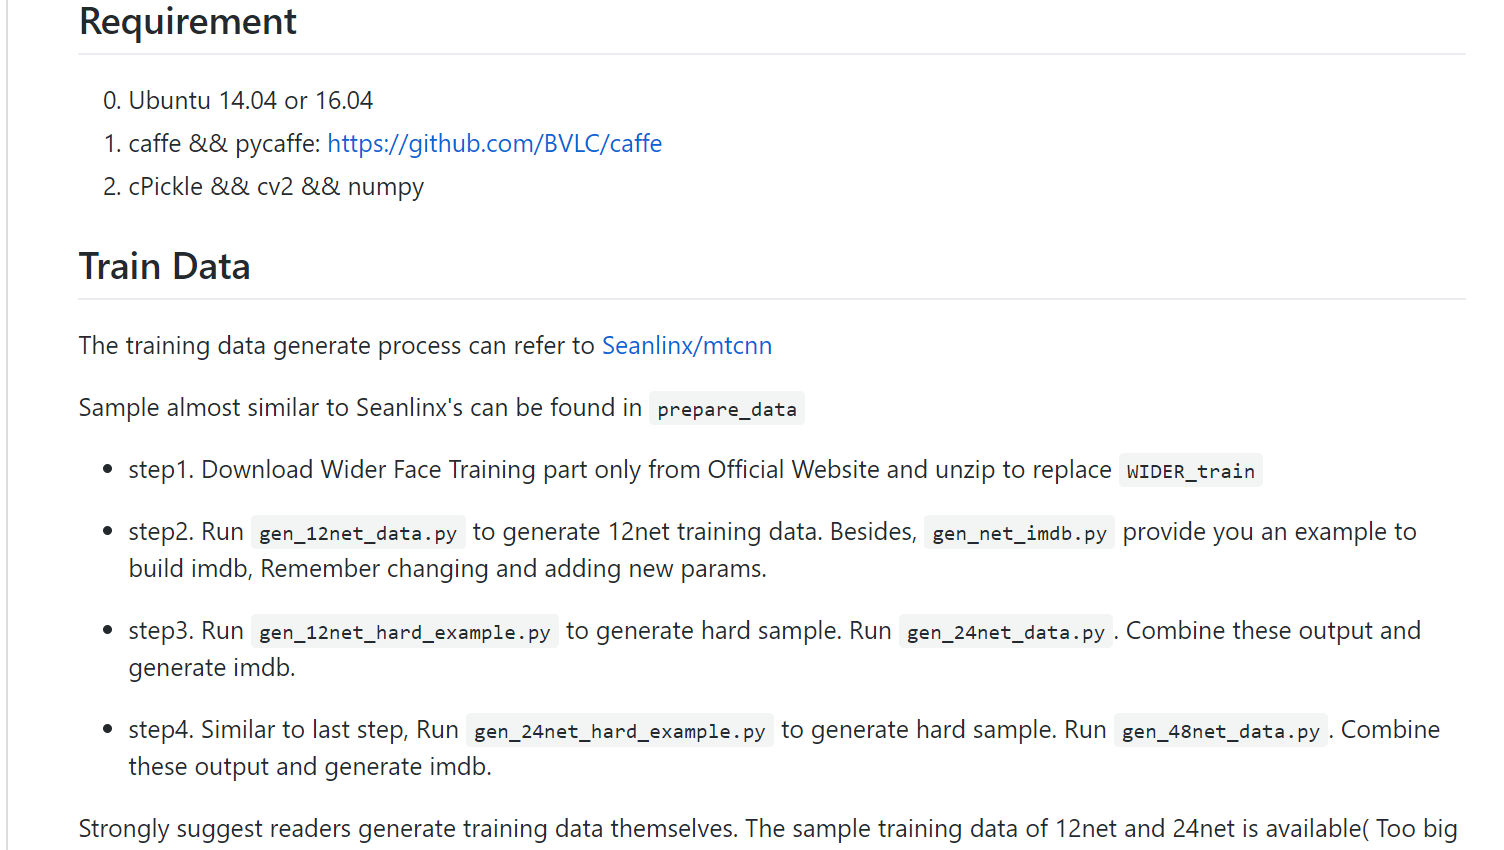 Requirement
0. Ubuntu 14.04 or 16.04
1. caffe && pycaffe: https://github.com/BVLC/caffe
2. cPickle && cv2 && numpy
Train Data
The training data generate process can refer to Seanlinx/mtcnn
Sample almost similar to Seanlinx's can be found in prepare_data
• step1. Download Wider Face Training part only from Official Website and unzip to replace WIDER_train
• step2. Run gen_12net_data.py to generate 12net training data. Besides, gen_net_imdb.py provide you an example to
build imdb, Remember changing and adding new params.
• step3. Run gen_12net_hard_example.py to generate hard sample. Run gen_24net_data.py. Combine these output and
generate imdb.
• step4. Similar to last step, Run gen_24net_hard_example.py to generate hard sample. Run gen_48net_data.py. Combine
these output and generate imdb.
Strongly suggest readers generate training data themselves. The sample training data of 12net and 24net is available( Too big